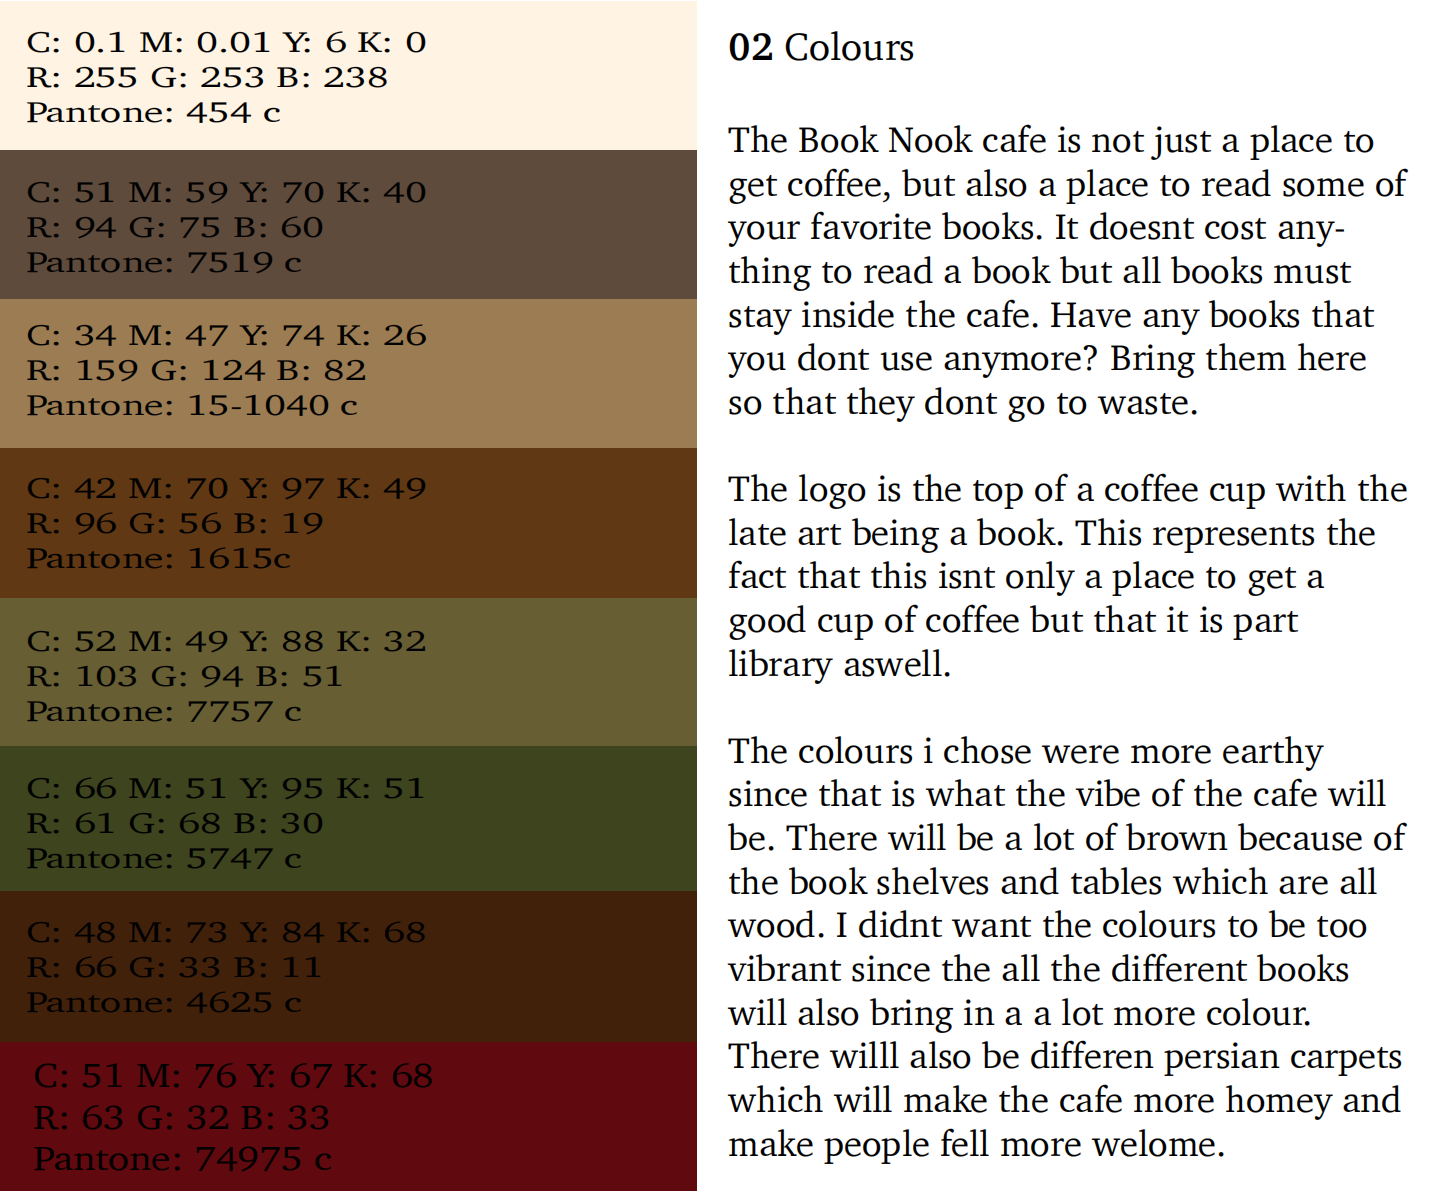 C: 0.1 M: 0.01 Y: 6 K: 0
R: 255 G: 253 B: 238
Pantone: 454 c
C: 51 M: 59 Y: 70 K: 40
R: 94 G: 75 B: 60
Pantone: 7519 c
C: 34 M: 47 Y: 74 K: 26
R: 159 G: 124 B: 82
Pantone: 15-1040 c
C: 42 M: 70 Y: 97 K: 49
R: 96 G: 56 B: 19
Pantone: 1615c
C: 52 M: 49 Y: 88 K: 32
R: 103 G: 94 B: 51
Pantone: 7757 c
C: 66 M: 51 Y: 95 K: 51
R: 61 G: 68 B: 30
Pantone: 5747 c
C: 48 M: 73 Y: 84 K: 68
R: 66 G: 33 B: 11
Pantone: 4625 c
C: 51 M: 76 Y: 67 K: 68
R: 63 G: 32 B: 33
Pantone: 74975 c
02 Colours
The Book Nook cafe is not just a place to
get coffee, but also a place to read some of
your favorite books. It doesnt cost any-
thing to read a book but all books must
stay inside the cafe. Have any books that
you dont use anymore? Bring them here
so that they dont go to waste.
The logo is the top of a coffee cup with the
late art being a book. This represents the
fact that this isnt only a place to get a
good cup of coffee but that it is part
library aswell.
The colours i chose were more earthy
since that is what the vibe of the cafe will
be. There will be a lot of brown because of
the book shelves and tables which are all
wood. I didnt want the colours to be too
vibrant since the all the different books
will also bring in a a lot more colour.
There willl also be differen persian carpets
which will make the cafe more homey and
make people fell more welome.